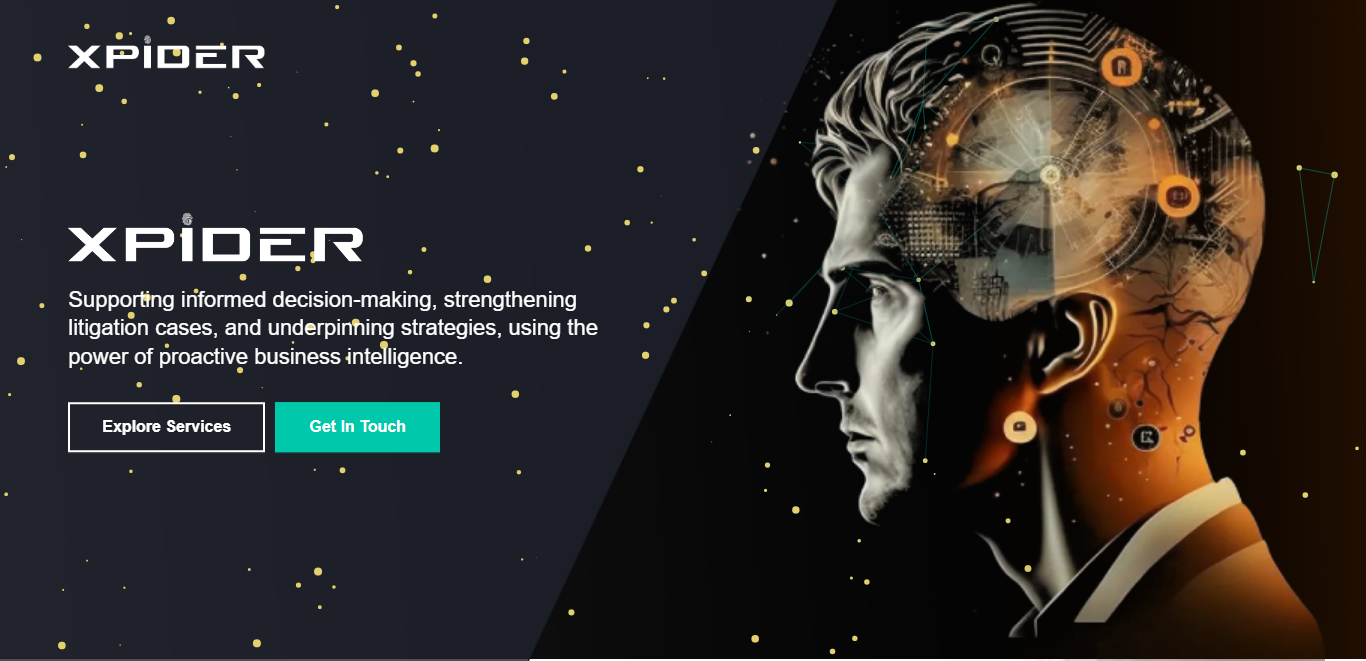 XPIDER
XPIDER
Supporting informed decision-making, strengthening
litigation cases, and underpinning strategies, using the
power of proactive business intelligence.
Explore Services
Get In Touch